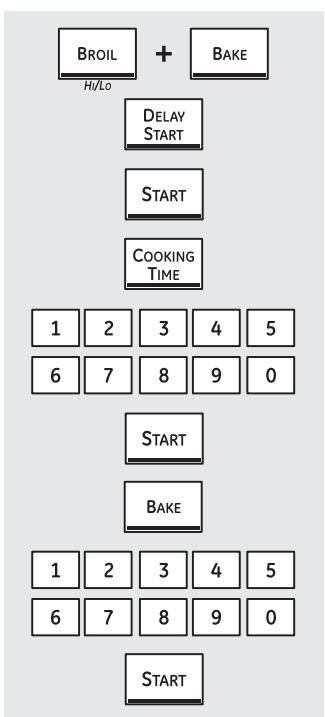 BROIL + BAKE
HI/LO
DELAY
START
START
COOKING
TIME
1 2 3 4 5
6 7 8 9 0
START
BAKE
1 2 3 4 5
6 7 8 9 0
START